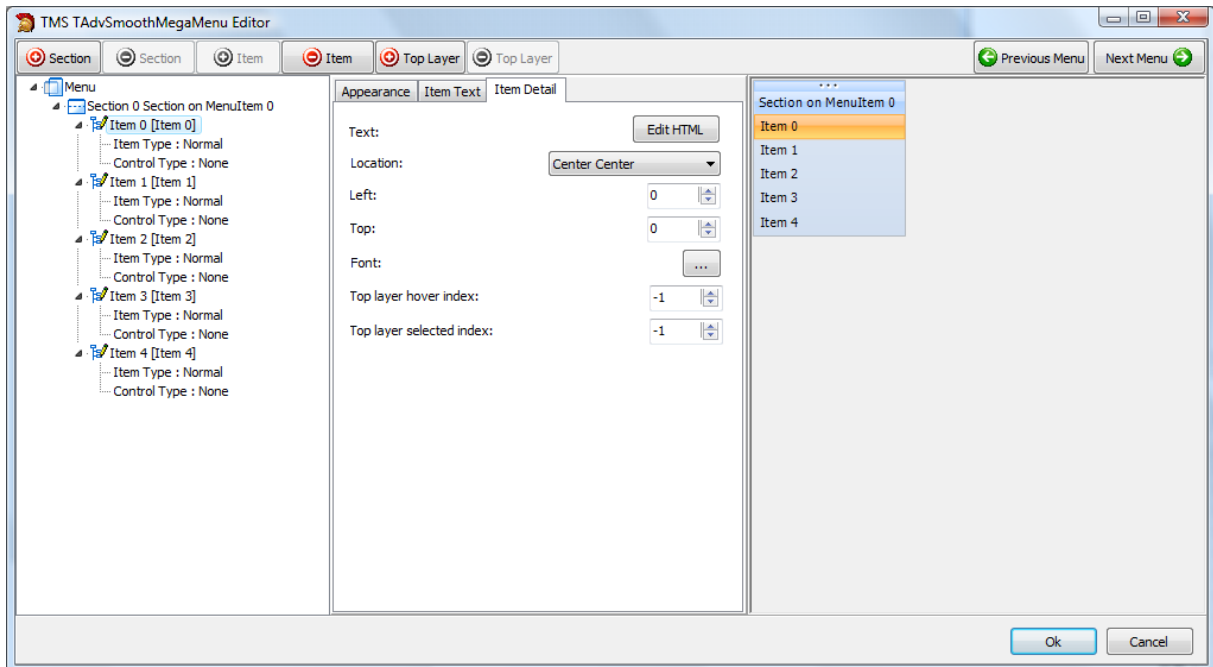 TMS TAdvSmoothMegaMenu Editor
Section Section Item Item Top Layer Top Layer Previous Menu Next Menu
Menu
Section 0 Section on MenuItem 0
Item 0 [Item 0]
Item Type : Normal
Control Type : None
Item 1 [Item 1]
Item Type : Normal
Control Type : None
Item 2 [Item 2]
Item Type : Normal
Control Type : None
Item 3 [Item 3]
Item Type : Normal
Control Type : None
Item 4 [Item 4]
Item Type : Normal
Control Type : None
Appearance Item Text Item Detail
Text: Edit HTML
Location: Center Center
Left: 0
Top: 0
Font: ...
Top layer hover index: -1
Top layer selected index: -1
Section on MenuItem 0
Item 0
Item 1
Item 2
Item 3
Item 4
Ok Cancel